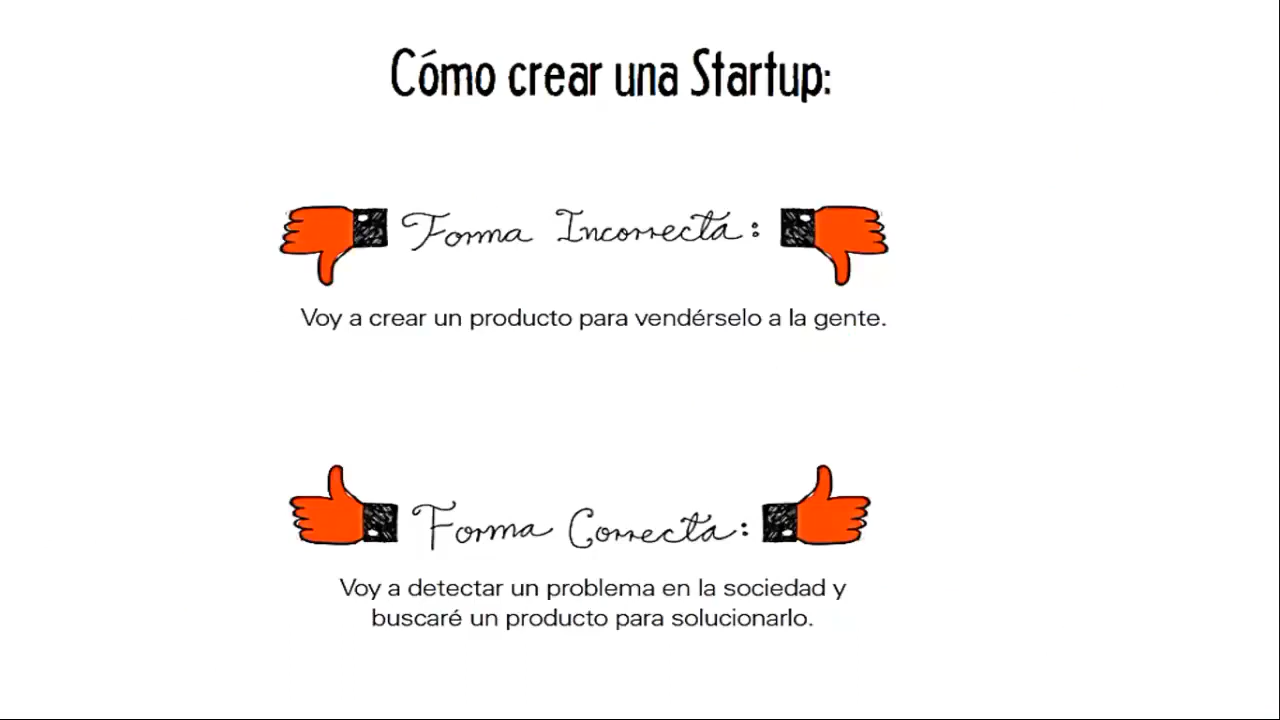 Cómo crear una Startup:
Forma Incorrecta:
Voy a crear un producto para vendérselo a la gente.
Forma Correcta:
Voy a detectar un problema en la sociedad y
buscaré un producto para solucionarlo.